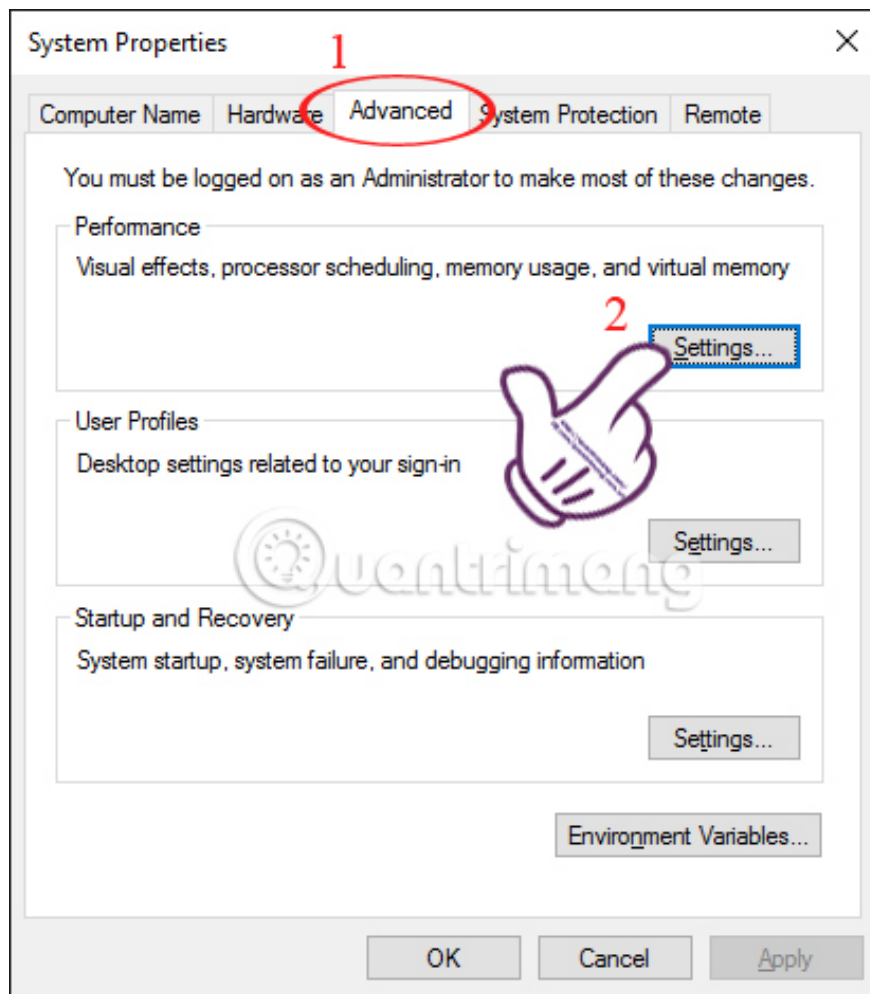 System Properties
1
Computer Name Hardware Advanced System Protection Remote
You must be logged on as an Administrator to make most of these changes.
Performance
Visual effects, processor scheduling, memory usage, and virtual memory
2
Settings...
User Profiles
Desktop settings related to your sign-in
Settings...
Quantrimang
Startup and Recovery
System startup, system failure, and debugging information
Settings...
Environment Variables...
OK Cancel Apply